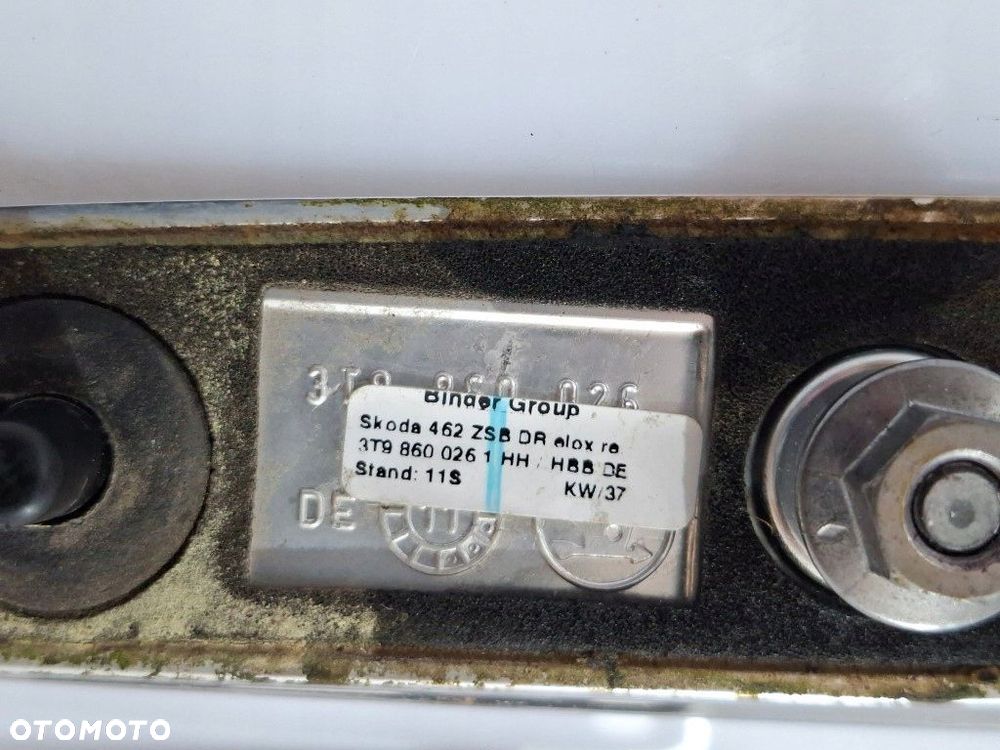 3T9 860 026
Binder Group
Skoda 462 ZSB DR elox re
3T9 860 026 1 HH / HBB DE
Stand: 11S KW/37
DE 11
OTOMOTO